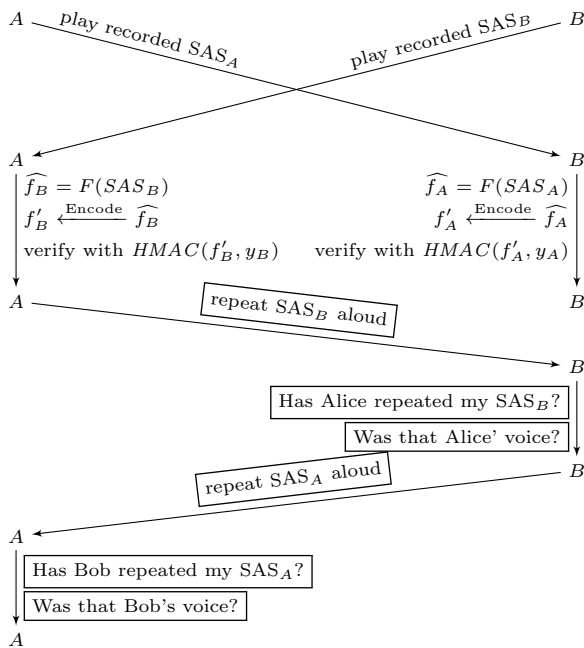 A B
play recorded SAS_A play recorded SAS_B
A B
\widehat{f_B} = F(SAS_B) \widehat{f_A} = F(SAS_A)
f'_B ⟵Encode \widehat{f_B} f'_A ⟵Encode \widehat{f_A}
verify with HMAC(f'_B, y_B) verify with HMAC(f'_A, y_A)
A B
repeat SAS_B aloud
B
Has Alice repeated my SAS_B?
Was that Alice' voice?
B
repeat SAS_A aloud
A
Has Bob repeated my SAS_A?
Was that Bob's voice?
A